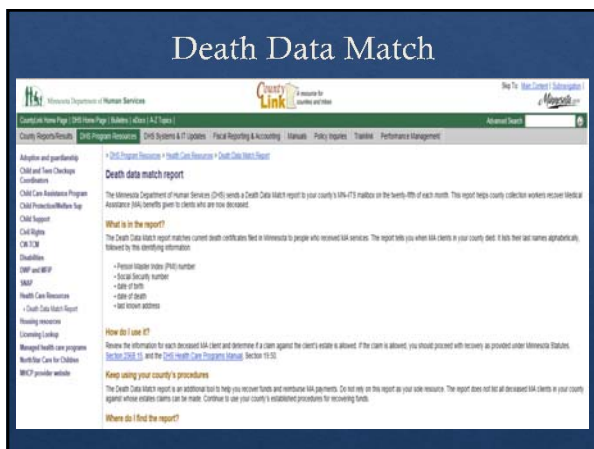 Death Data Match
Minnesota Department of Human Services
County Link A resource for counties and tribes
Skip To: Main Content | Subnavigation |
Minnesota
CountyLink Home Page | DHS Home Page | Bulletins | eDocs | A-Z Topics |
Advanced Search
County Reports/Results DHS Program Resources DHS Systems & IT Updates Fiscal Reporting & Accounting Manuals Policy Inquiries Trainlink Performance Management
Adoption and guardianship
Child and Teen Checkups Coordinators
Child Care Assistance Program
Child Protection/Welfare Sup
Child Support
Civil Rights
CW-TCM
Disabilities
DWP and MFIP
SNAP
Health Care Resources
• Death Data Match Report
Housing resources
Licensing Lookup
Managed health care programs
NorthStar Care for Children
MHCP provider website
> DHS Program Resources > Health Care Resources > Death Data Match Report
Death data match report
The Minnesota Department of Human Services (DHS) sends a Death Data Match report to your county's MN–ITS mailbox on the twenty-fifth of each month. This report helps county collection workers recover Medical
Assistance (MA) benefits given to clients who are now deceased.
What is in the report?
The Death Data Match report matches current death certificates filed in Minnesota to people who received MA services. The report tells you when MA clients in your county died. It lists their last names alphabetically,
followed by this identifying information:
• Person Master Index (PMI) number
• Social Security number
• date of birth
• date of death
• last known address
How do I use it?
Review the information for each deceased MA client and determine if a claim against the client's estate is allowed. If the claim is allowed, you should proceed with recovery as provided under Minnesota Statutes,
Section 256B.15, and the DHS Health Care Programs Manual, Section 19.50.
Keep using your county's procedures
The Death Data Match report is an additional tool to help you recover funds and reimburse MA payments. Do not rely on this report as your sole resource. The report does not list all deceased MA clients in your county
against whose estates claims can be made. Continue to use your county's established procedures for recovering funds.
Where do I find the report?